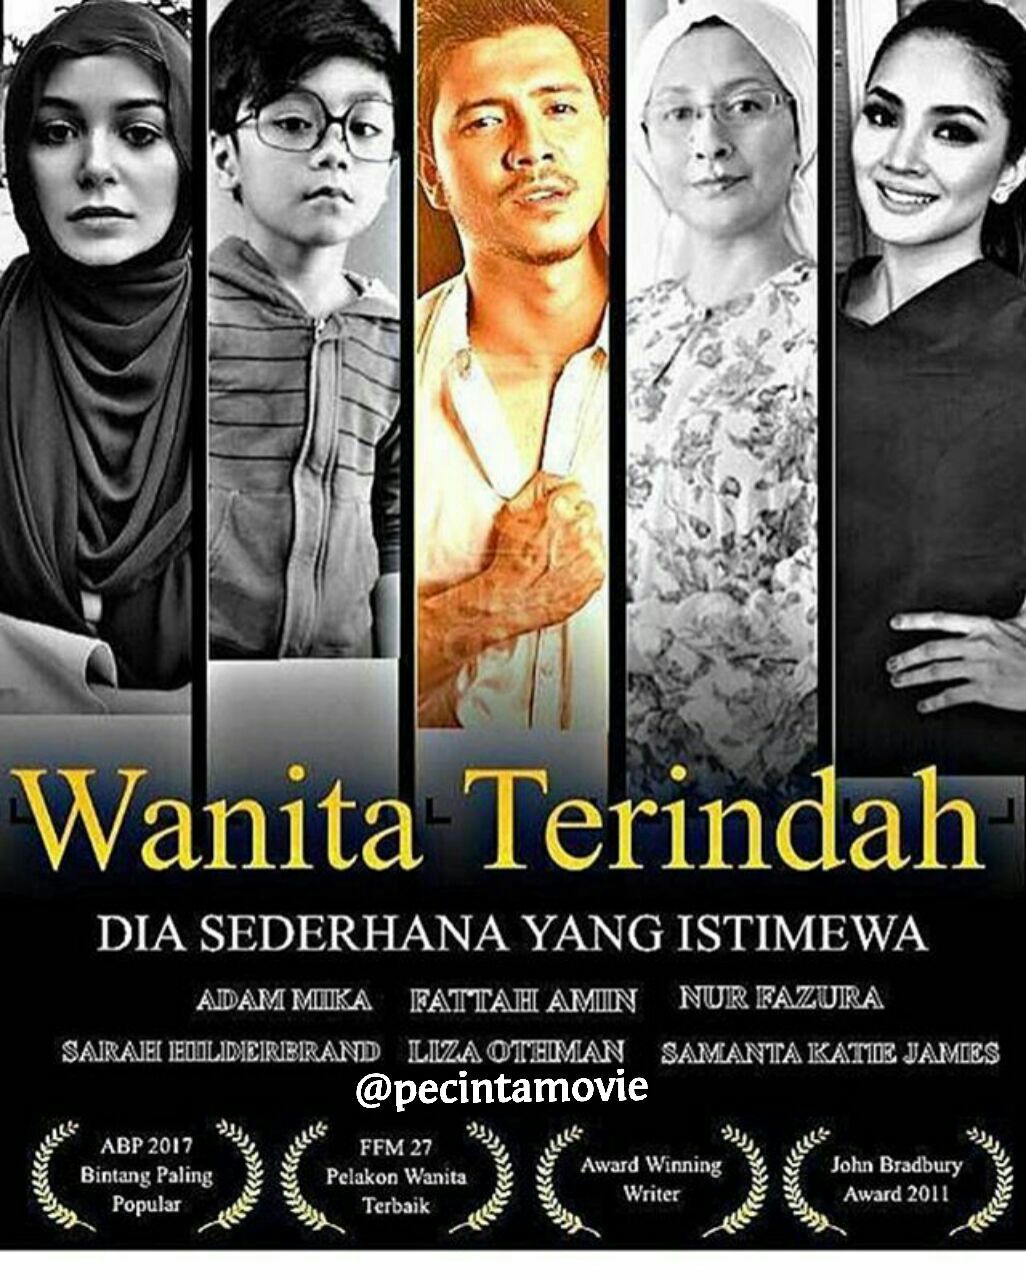 Wanita Terindah
DIA SEDERHANA YANG ISTIMEWA
ADAM MIIKA FATTAH AMIN NUR FAZURA
SARAH HILDERBRAND LIZA OTHMAN SAMANTA KATIE JAMES
@pecintamovie
ABP 2017
Bintang Paling
Popular
FFM 27
Pelakon Wanita
Terbaik
Award Winning
Writer
John Bradbury
Award 2011